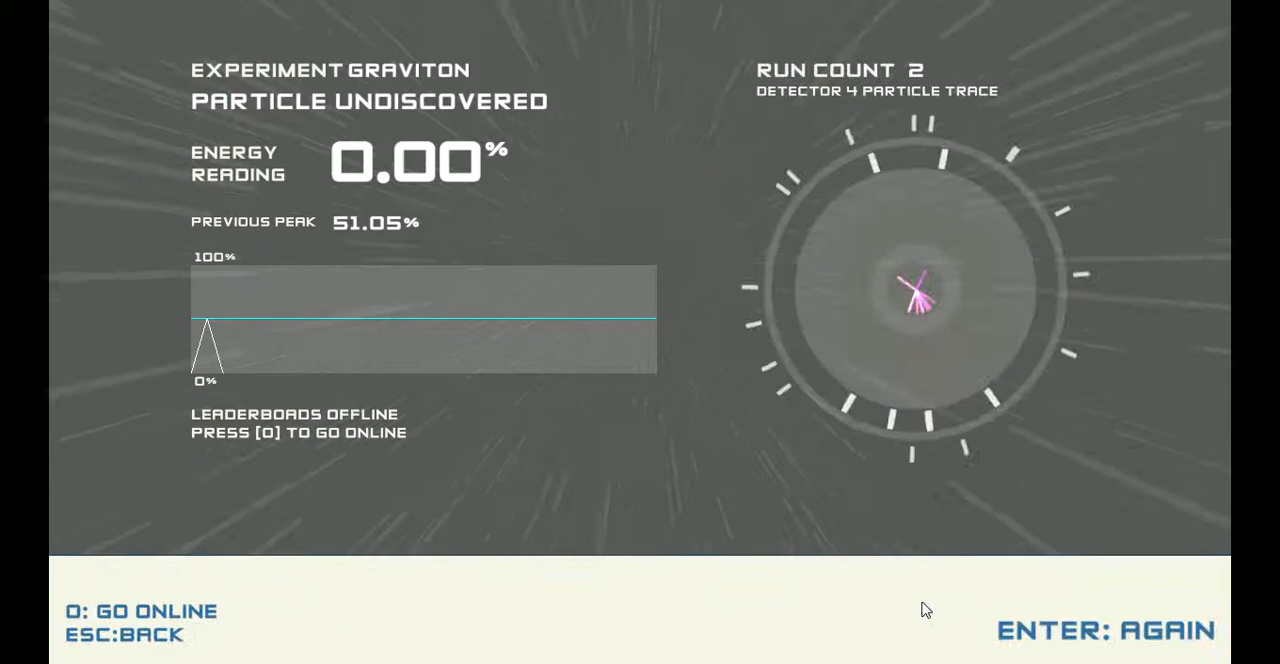 EXPERIMENT GRAVITON
PARTICLE UNDISCOVERED
ENERGY
READING
0.00%
PREVIOUS PEAK 51.05%
100%
0%
LEADERBOADS OFFLINE
PRESS [O] TO GO ONLINE
RUN COUNT 2
DETECTOR 4 PARTICLE TRACE
O: GO ONLINE
ESC:BACK
ENTER: AGAIN